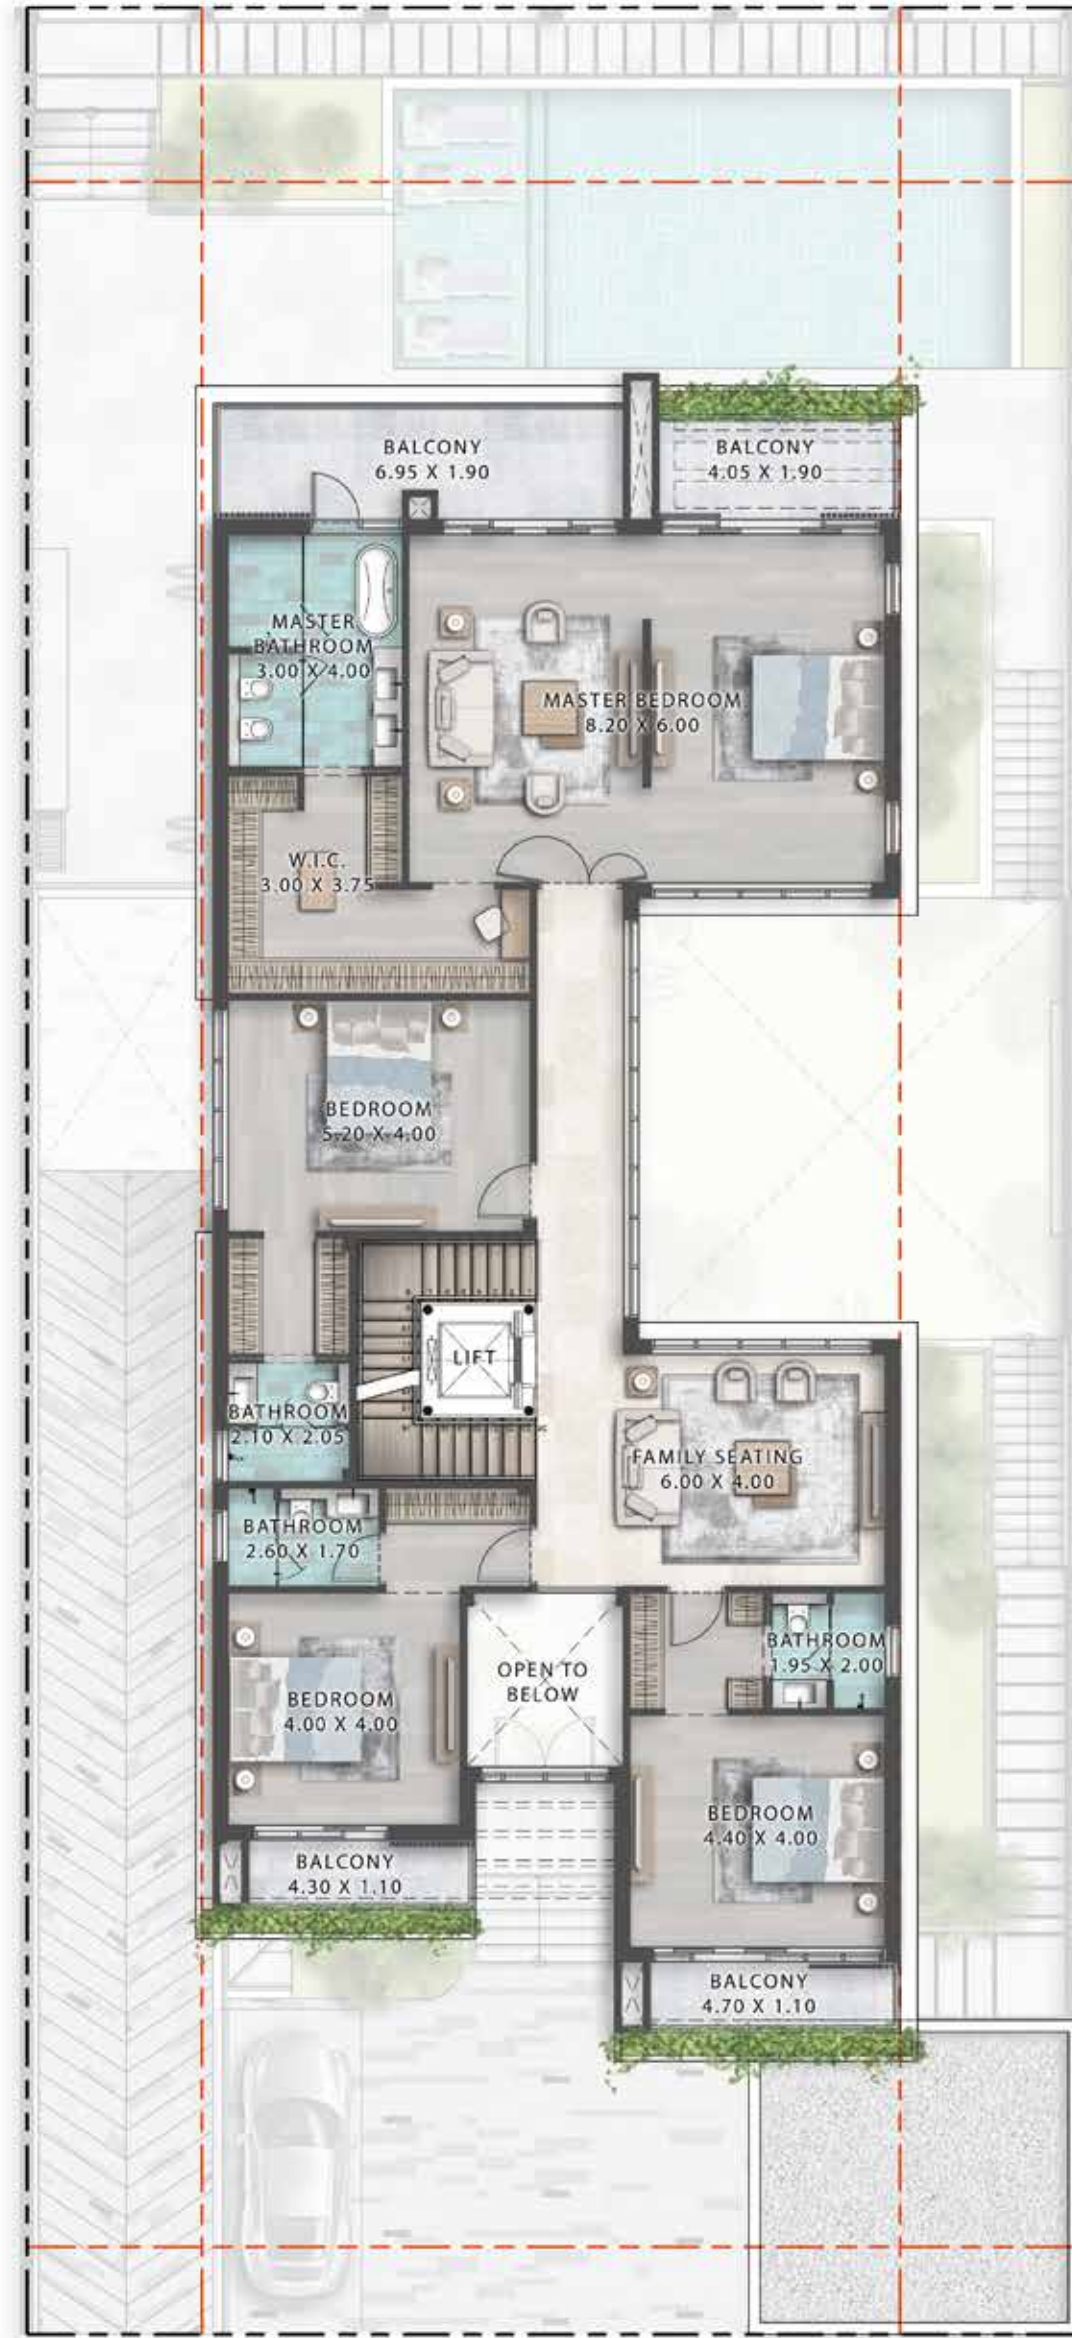 BALCONY
6.95 X 1.90
BALCONY
4.05 X 1.90
MASTER
BATHROOM
3.00 X 4.00
MASTER BEDROOM
8.20 X 6.00
W.I.C.
3.00 X 3.75
BEDROOM
5.20 X 4.00
LIFT
BATHROOM
2.10 X 2.05
FAMILY SEATING
6.00 X 4.00
BATHROOM
2.60 X 1.70
BATHROOM
1.95 X 2.00
OPEN TO
BELOW
BEDROOM
4.00 X 4.00
BEDROOM
4.40 X 4.00
BALCONY
4.30 X 1.10
BALCONY
4.70 X 1.10